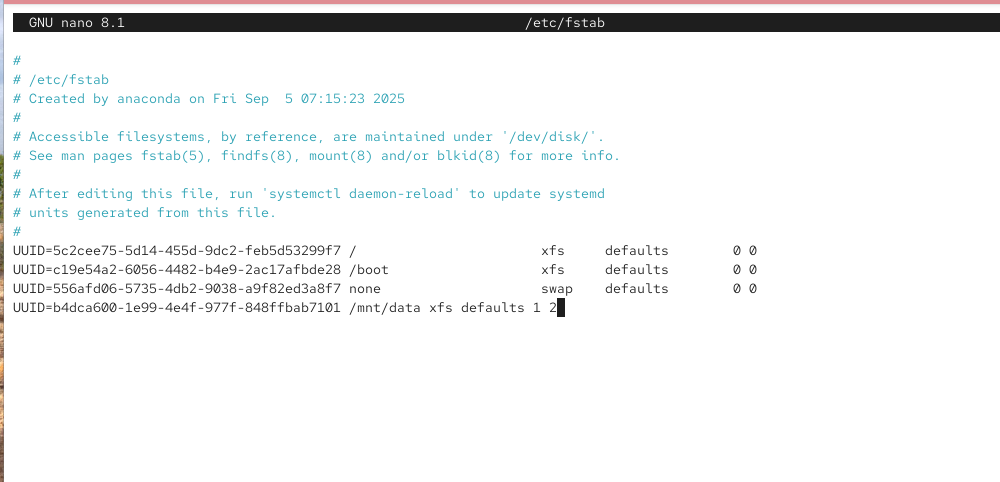 GNU nano 8.1 /etc/fstab
#
# /etc/fstab
# Created by anaconda on Fri Sep  5 07:15:23 2025
#
# Accessible filesystems, by reference, are maintained under '/dev/disk/'.
# See man pages fstab(5), findfs(8), mount(8) and/or blkid(8) for more info.
#
# After editing this file, run 'systemctl daemon-reload' to update systemd
# units generated from this file.
#
UUID=5c2cee75-5d14-455d-9dc2-feb5d53299f7 /                       xfs     defaults        0 0
UUID=c19e54a2-6056-4482-b4e9-2ac17afbde28 /boot                   xfs     defaults        0 0
UUID=556afd06-5735-4db2-9038-a9f82ed3a8f7 none                    swap    defaults        0 0
UUID=b4dca600-1e99-4e4f-977f-848ffbab7101 /mnt/data xfs defaults 1 2